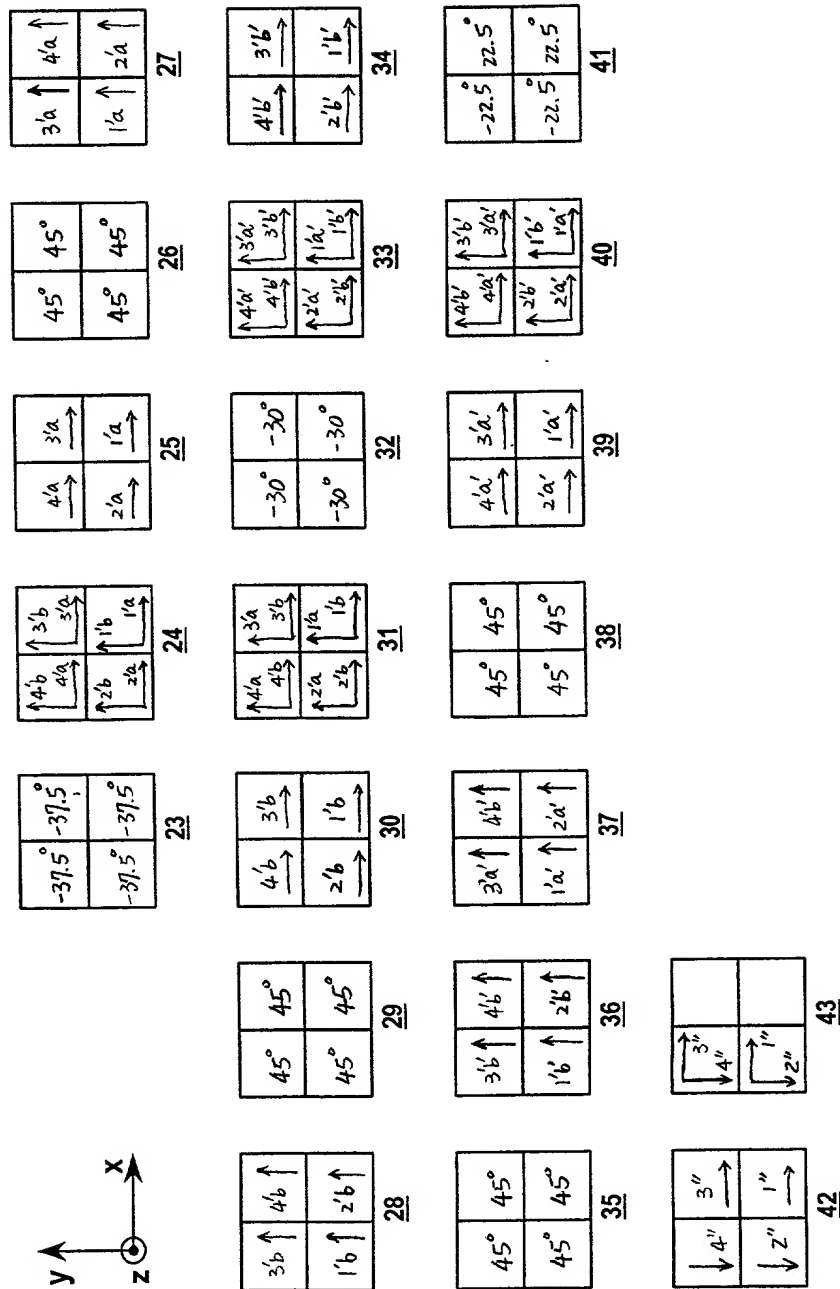 y
x
z
-37.5° -37.5°
-37.5° -37.5°
23
4'b 3'b
4'a 3'a
2'b 1'b
2'a 1'a
24
4'a 3'a
2'a 1'a
25
45° 45°
45° 45°
26
3'a 4'a
1'a 2'a
27
3'b 4'b
1'b 2'b
28
45° 45°
45° 45°
29
4'b 3'b
2'b 1'b
30
4'a 3'a
4'b 3'b
2'a 1'a
2'b 1'b
31
-30° -30°
-30° -30°
32
4'a' 3'a'
4'b' 3'b'
2'a' 1'a'
2'b' 1'b'
33
4'b' 3'b'
2'b' 1'b'
34
45° 45°
45° 45°
35
3'b' 4'b'
1'b' 2'b'
36
3'a' 4'b'
1'a' 2'a'
37
45° 45°
45° 45°
38
4'a' 3'a'
2'a' 1'a'
39
4'b' 3'b'
4'a' 3'a'
2'b' 1'b'
2'a' 1'a'
40
-22.5° 22.5°
-22.5° 22.5°
41
4" 3"
2" 1"
42
3"
4"
1"
2"
43